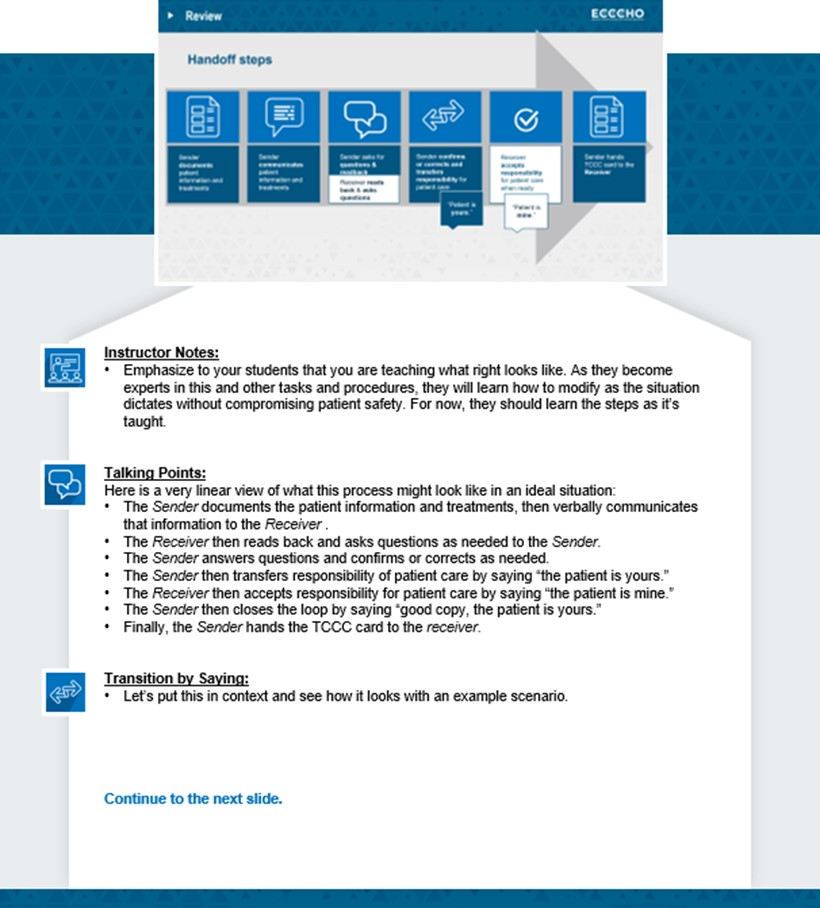 Review
ECCCHO
Handoff steps
Sender
documents
patient
information and
treatments
Sender
communicates
patient
information and
treatments
Sender asks for
questions &
readback
Receiver reads
back & asks
questions
Sender confirms
or corrects and
transfers
responsibility for
patient care
"Patient is
yours."
Receiver
accepts
responsibility
for patient care
when ready
"Patient is
mine."
Sender hands
TCCC card to the
Receiver
Instructor Notes:
• Emphasize to your students that you are teaching what right looks like. As they become
experts in this and other tasks and procedures, they will learn how to modify as the situation
dictates without compromising patient safety. For now, they should learn the steps as it's
taught.
Talking Points:
Here is a very linear view of what this process might look like in an ideal situation:
• The Sender documents the patient information and treatments, then verbally communicates
that information to the Receiver .
• The Receiver then reads back and asks questions as needed to the Sender.
• The Sender answers questions and confirms or corrects as needed.
• The Sender then transfers responsibility of patient care by saying “the patient is yours.”
• The Receiver then accepts responsibility for patient care by saying “the patient is mine.”
• The Sender then closes the loop by saying “good copy, the patient is yours.”
• Finally, the Sender hands the TCCC card to the receiver.
Transition by Saying:
• Let’s put this in context and see how it looks with an example scenario.
Continue to the next slide.